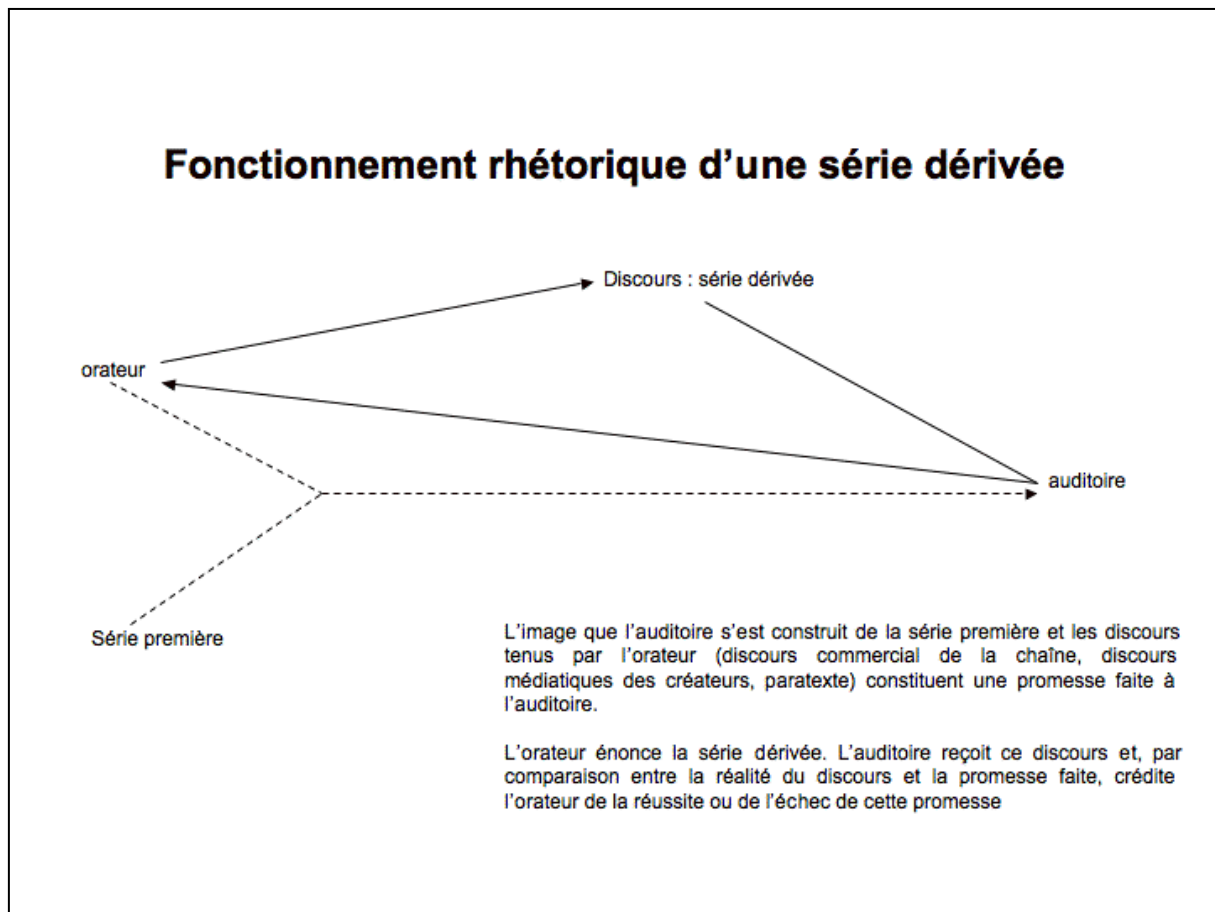 Fonctionnement rhétorique d’une série dérivée
Discours : série dérivée
orateur
auditoire
Série première
L’image que l’auditoire s’est construit de la série première et les discours
tenus par l’orateur (discours commercial de la chaîne, discours
médiatiques des créateurs, paratexte) constituent une promesse faite à
l’auditoire.
L’orateur énonce la série dérivée. L’auditoire reçoit ce discours et, par
comparaison entre la réalité du discours et la promesse faite, crédite
l’orateur de la réussite ou de l’échec de cette promesse